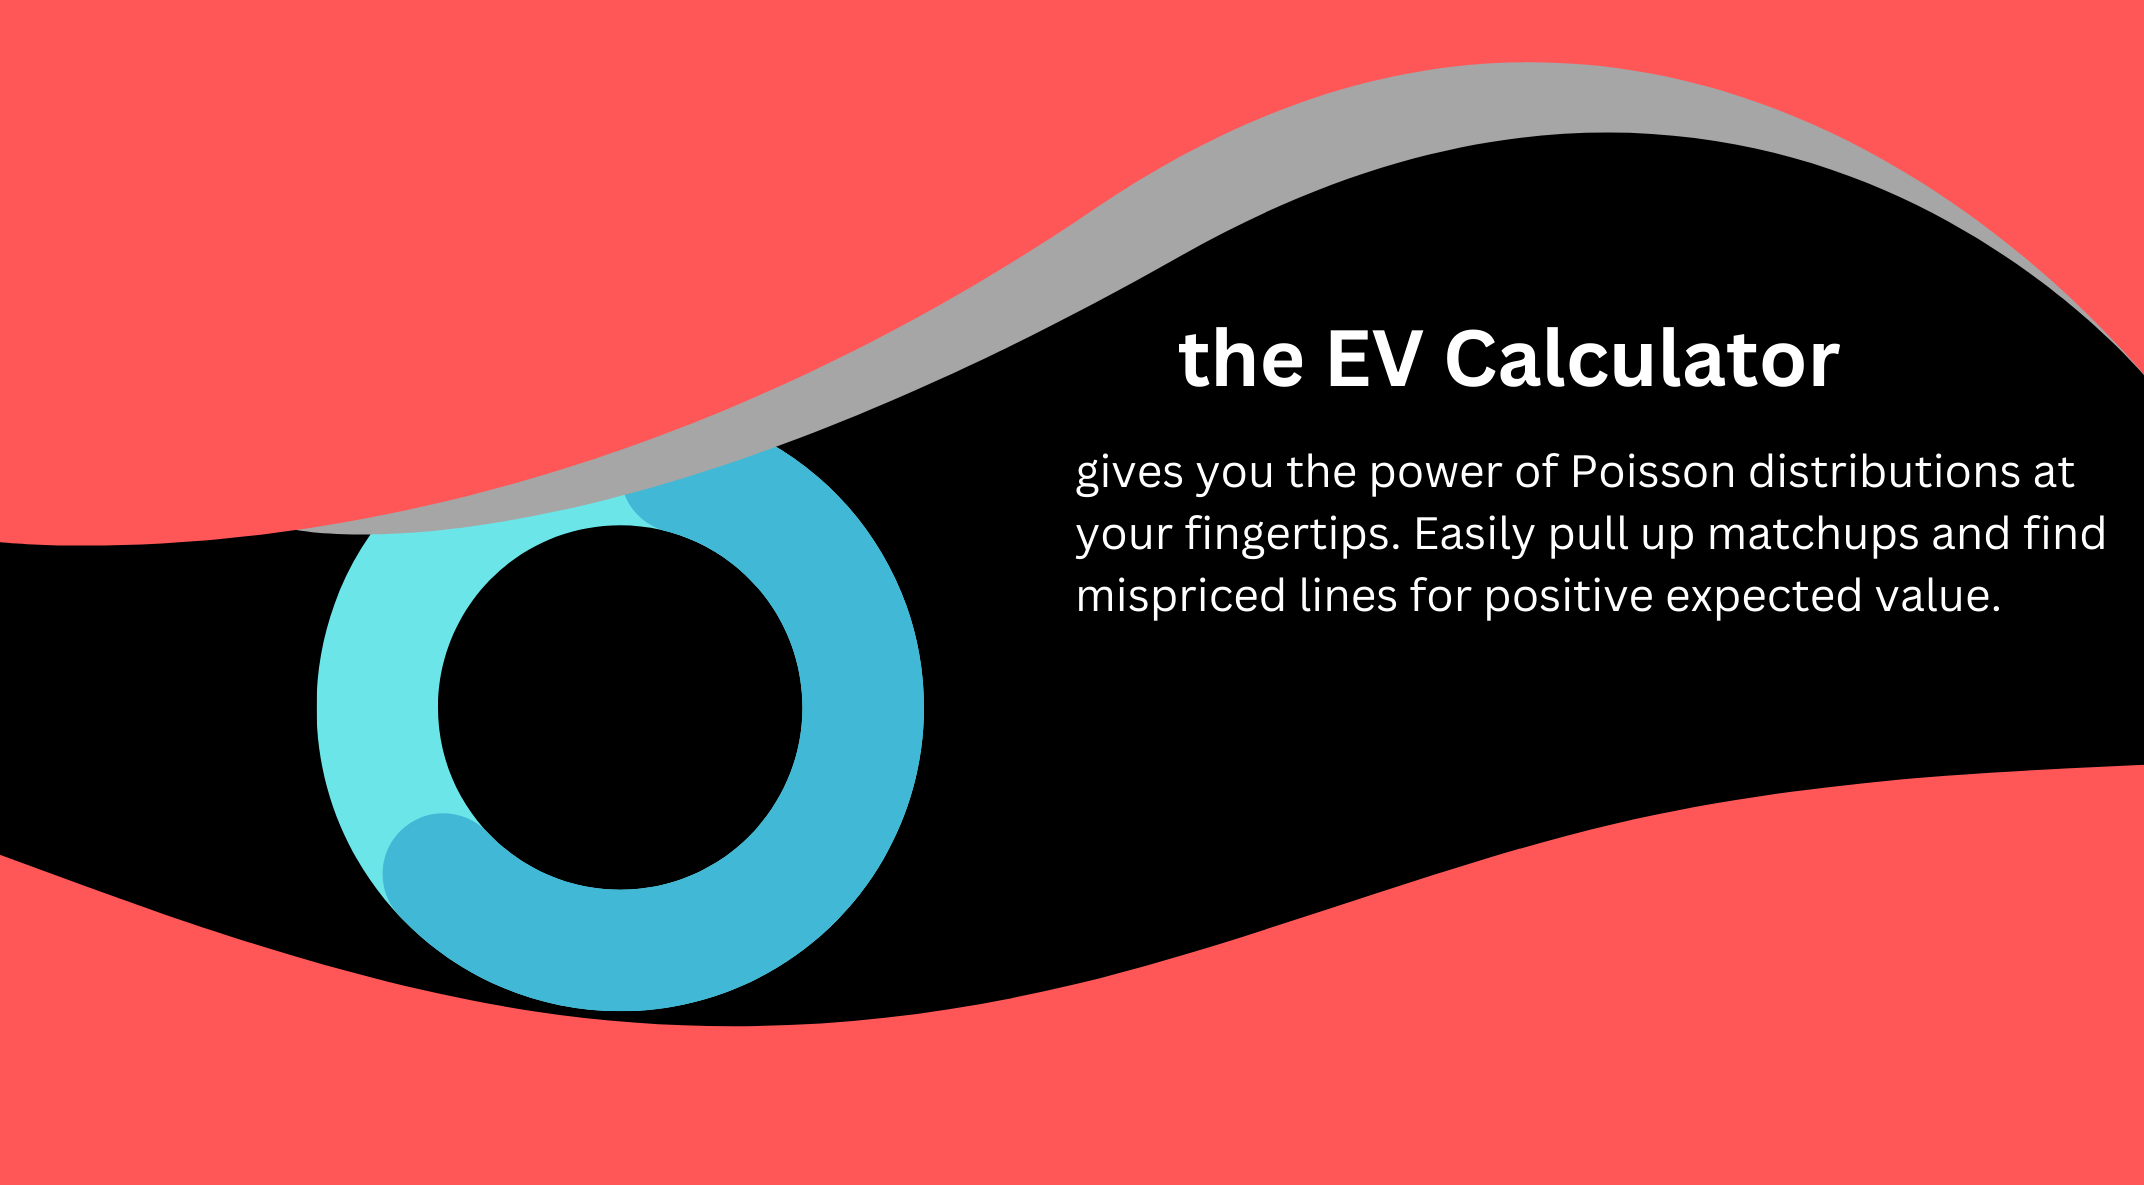 the EV Calculator
gives you the power of Poisson distributions at
your fingertips. Easily pull up matchups and find
mispriced lines for positive expected value.